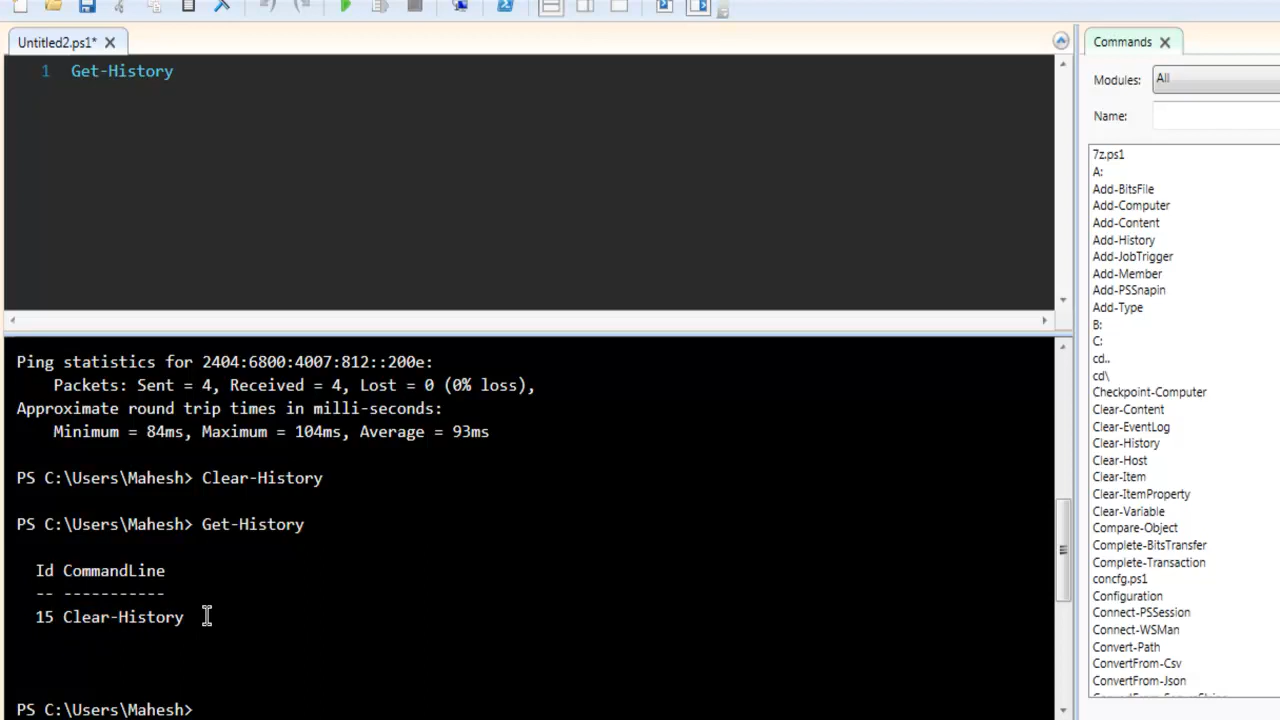 Untitled2.ps1*
1 Get-History
Ping statistics for 2404:6800:4007:812::200e:
Packets: Sent = 4, Received = 4, Lost = 0 (0% loss),
Approximate round trip times in milli-seconds:
Minimum = 84ms, Maximum = 104ms, Average = 93ms
PS C:\Users\Mahesh> Clear-History
PS C:\Users\Mahesh> Get-History
Id CommandLine
-- -----------
15 Clear-History
PS C:\Users\Mahesh>
Commands
Modules: All
Name:
7z.ps1
A:
Add-BitsFile
Add-Computer
Add-Content
Add-History
Add-JobTrigger
Add-Member
Add-PSSnapin
Add-Type
B:
C:
cd..
cd\
Checkpoint-Computer
Clear-Content
Clear-EventLog
Clear-History
Clear-Host
Clear-Item
Clear-ItemProperty
Clear-Variable
Compare-Object
Complete-BitsTransfer
Complete-Transaction
concfg.ps1
Configuration
Connect-PSSession
Connect-WSMan
Convert-Path
ConvertFrom-Csv
ConvertFrom-Json